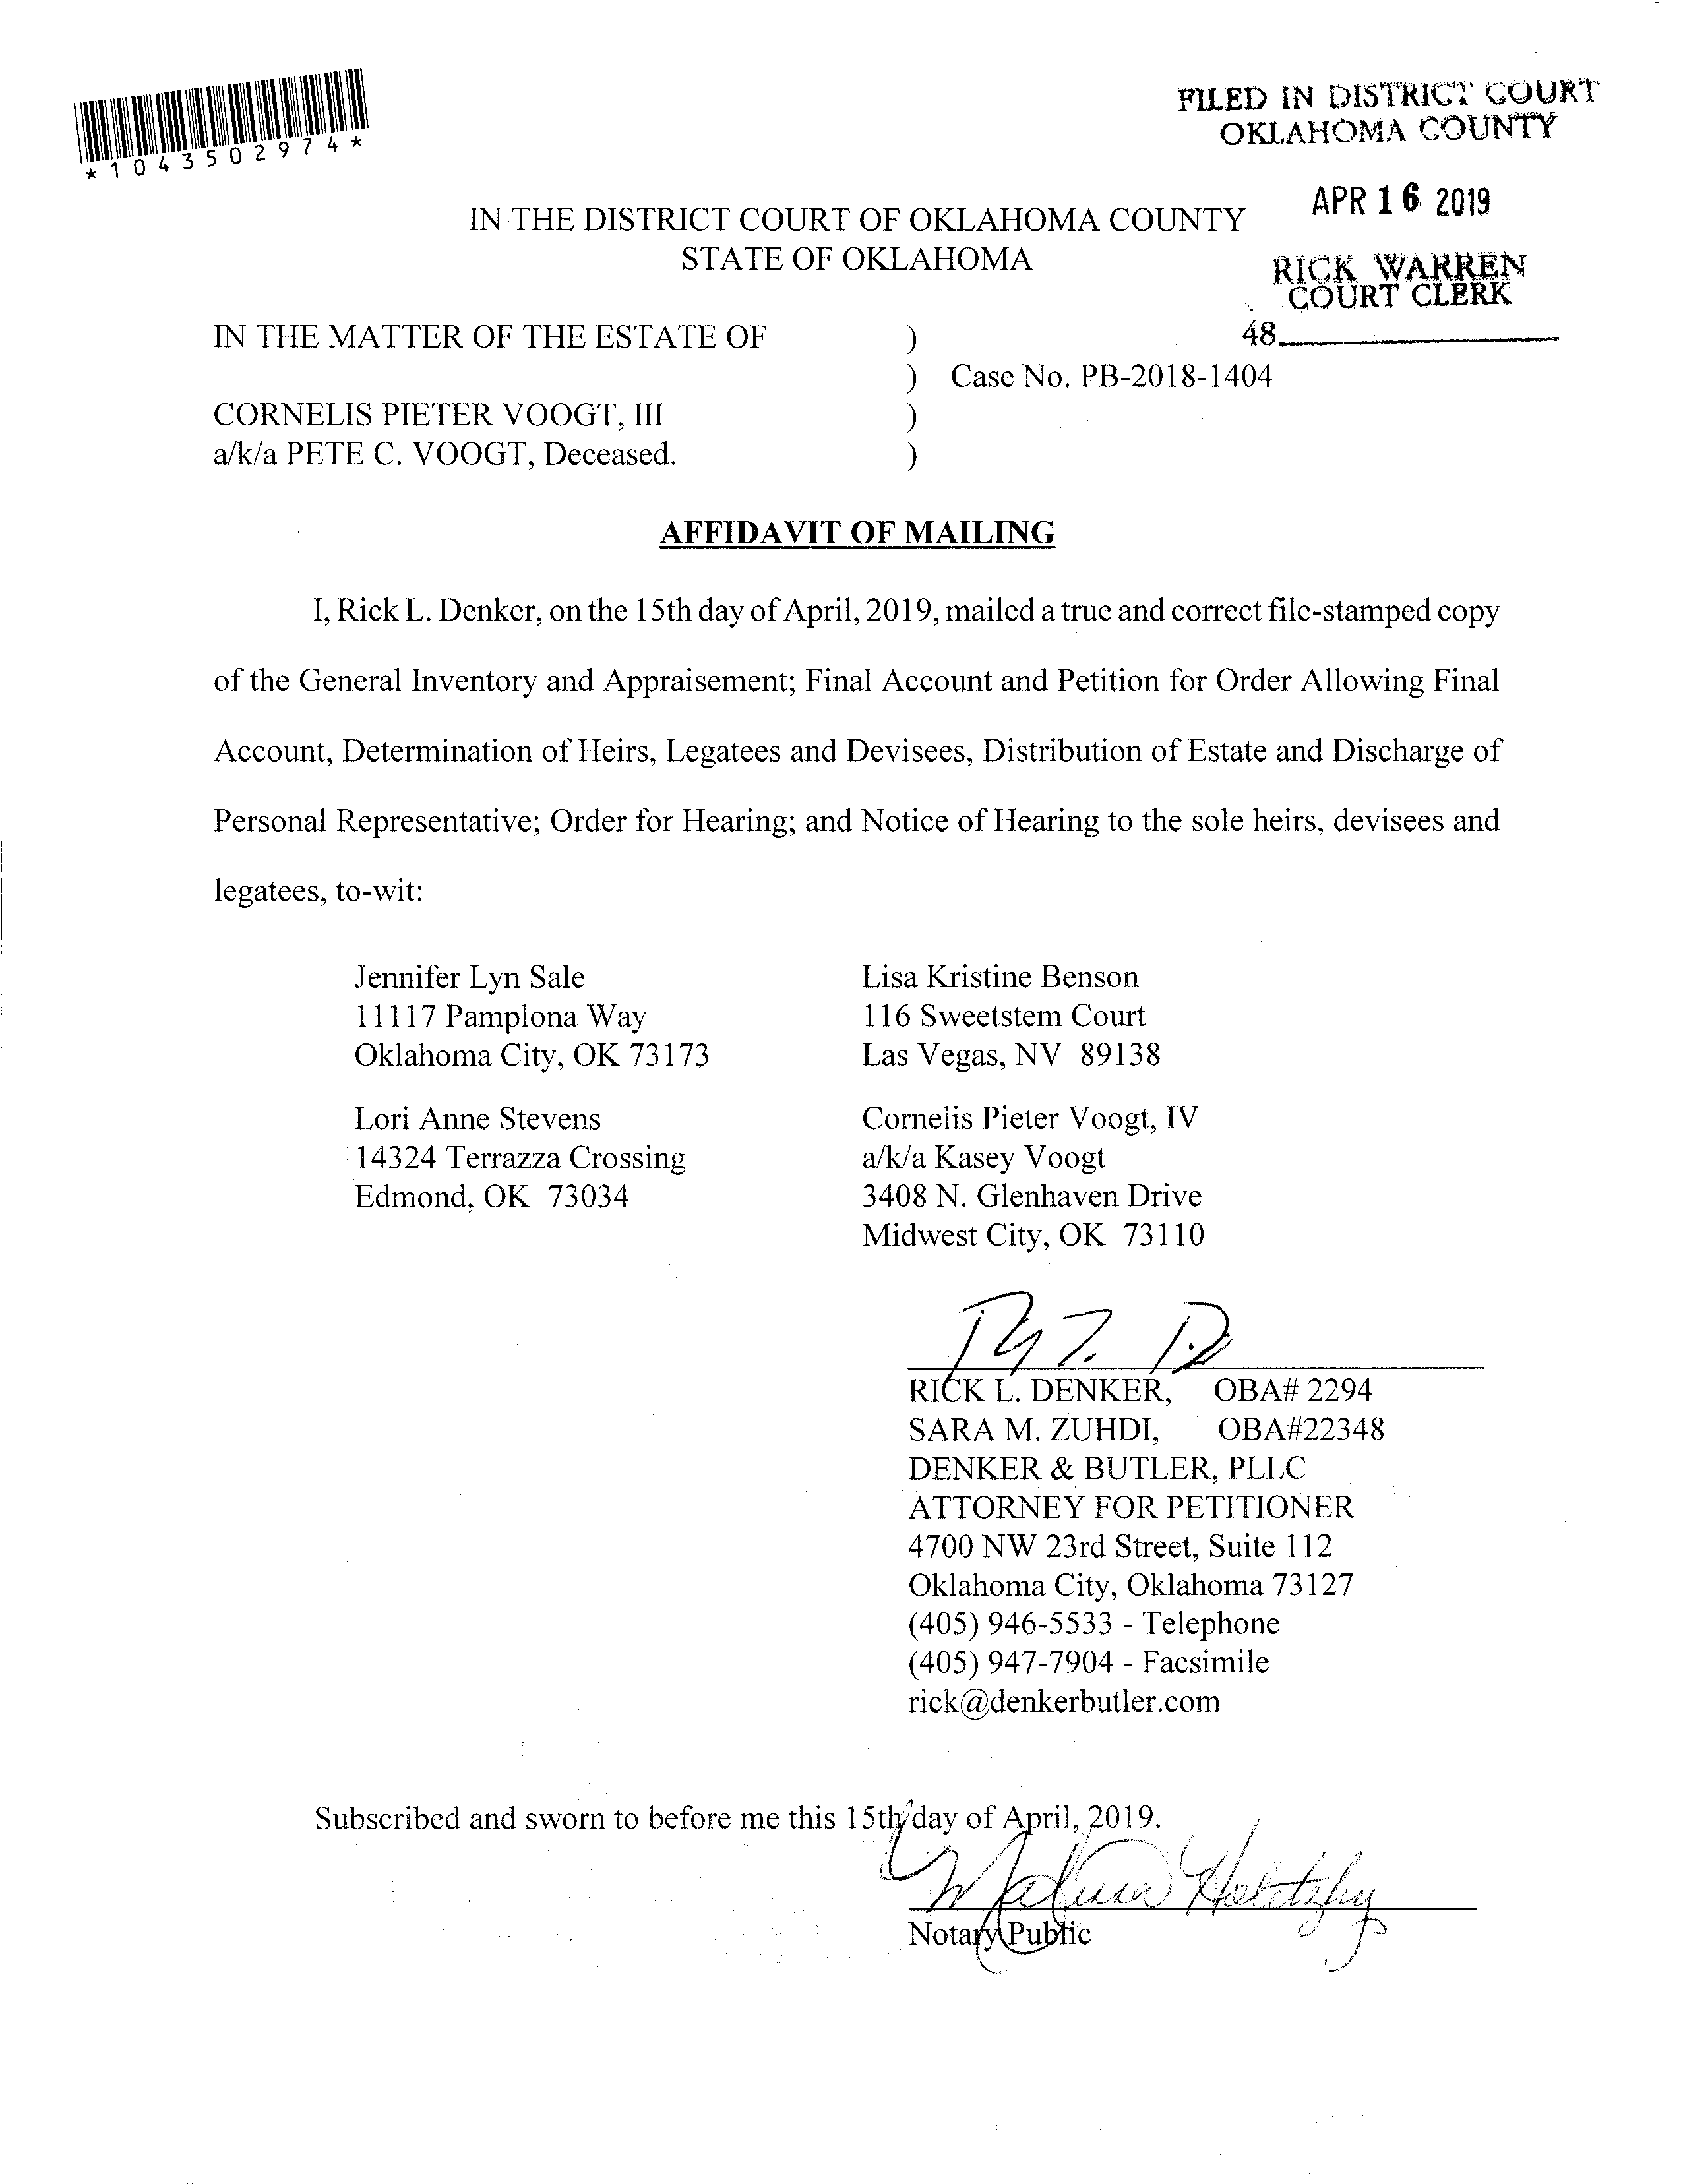 *1043502974*
FILED IN DISTRICT COURT
OKLAHOMA COUNTY
APR 16 2019
RICK WARREN
COURT CLERK
48
IN THE DISTRICT COURT OF OKLAHOMA COUNTY
STATE OF OKLAHOMA
IN THE MATTER OF THE ESTATE OF )
) Case No. PB-2018-1404
CORNELIS PIETER VOOGT, III )
a/k/a PETE C. VOOGT, Deceased. )
AFFIDAVIT OF MAILING
I, Rick L. Denker, on the 15th day of April, 2019, mailed a true and correct file-stamped copy
of the General Inventory and Appraisement; Final Account and Petition for Order Allowing Final
Account, Determination of Heirs, Legatees and Devisees, Distribution of Estate and Discharge of
Personal Representative; Order for Hearing; and Notice of Hearing to the sole heirs, devisees and
legatees, to-wit:
Jennifer Lyn Sale
11117 Pamplona Way
Oklahoma City, OK 73173
Lisa Kristine Benson
116 Sweetstem Court
Las Vegas, NV 89138
Lori Anne Stevens
14324 Terrazza Crossing
Edmond, OK 73034
Cornelis Pieter Voogt, IV
a/k/a Kasey Voogt
3408 N. Glenhaven Drive
Midwest City, OK 73110
RICK L. DENKER, OBA# 2294
SARA M. ZUHDI, OBA#22348
DENKER & BUTLER, PLLC
ATTORNEY FOR PETITIONER
4700 NW 23rd Street, Suite 112
Oklahoma City, Oklahoma 73127
(405) 946-5533 - Telephone
(405) 947-7904 - Facsimile
rick@denkerbutler.com
Subscribed and sworn to before me this 15th day of April, 2019.
Notary Public